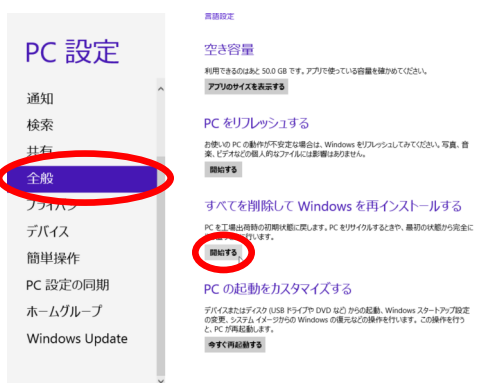 PC 設定
通知
検索
共有
全般
プライバシー
デバイス
簡単操作
PC 設定の同期
ホームグループ
Windows Update
言語設定
空き容量
利用できるのはあと 50.0 GB です。アプリで使っている容量を確かめてください。
アプリのサイズを表示する
PC をリフレッシュする
お使いの PC の動作が不安定な場合は、Windows をリフレッシュしてみてください。写真、音
楽、ビデオなどの個人的なファイルには影響はありません。
開始する
すべてを削除して Windows を再インストールする
PC を工場出荷時の初期状態に戻します。PC をリサイクルするときや、最初の状態から完全に
行います。
開始する
PC の起動をカスタマイズする
デバイスまたはディスク (USB ドライブや DVD など) からの起動、Windows スタートアップ設定
の変更、システム イメージからの Windows の復元などの操作を行います。この操作を行う
と、PC が再起動します。
今すぐ再起動する